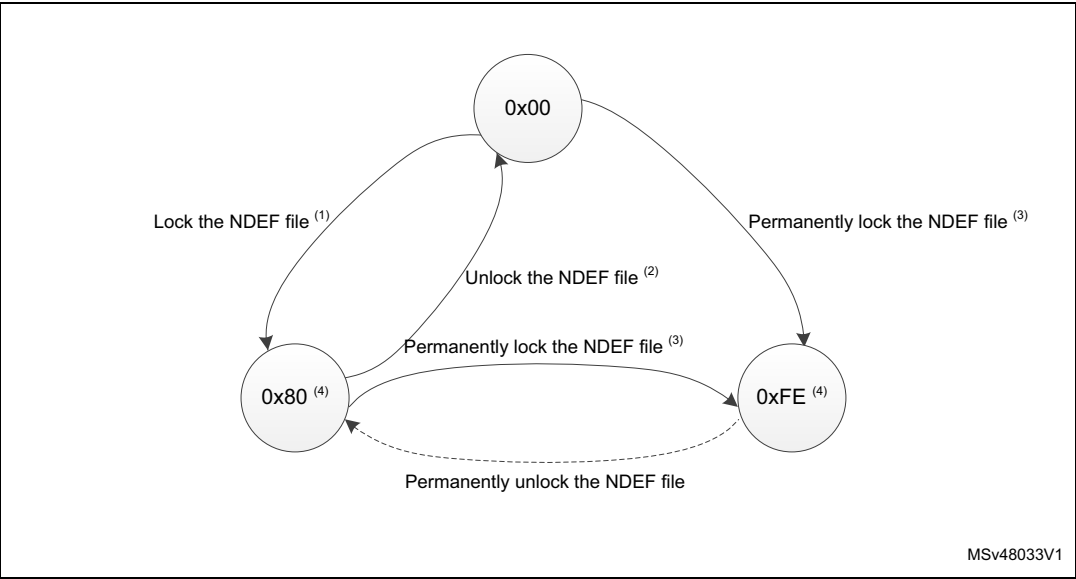 0x00
Lock the NDEF file (1)
Permanently lock the NDEF file (3)
Unlock the NDEF file (2)
Permanently lock the NDEF file (3)
0x80 (4)
0xFE (4)
Permanently unlock the NDEF file
MSv48033V1